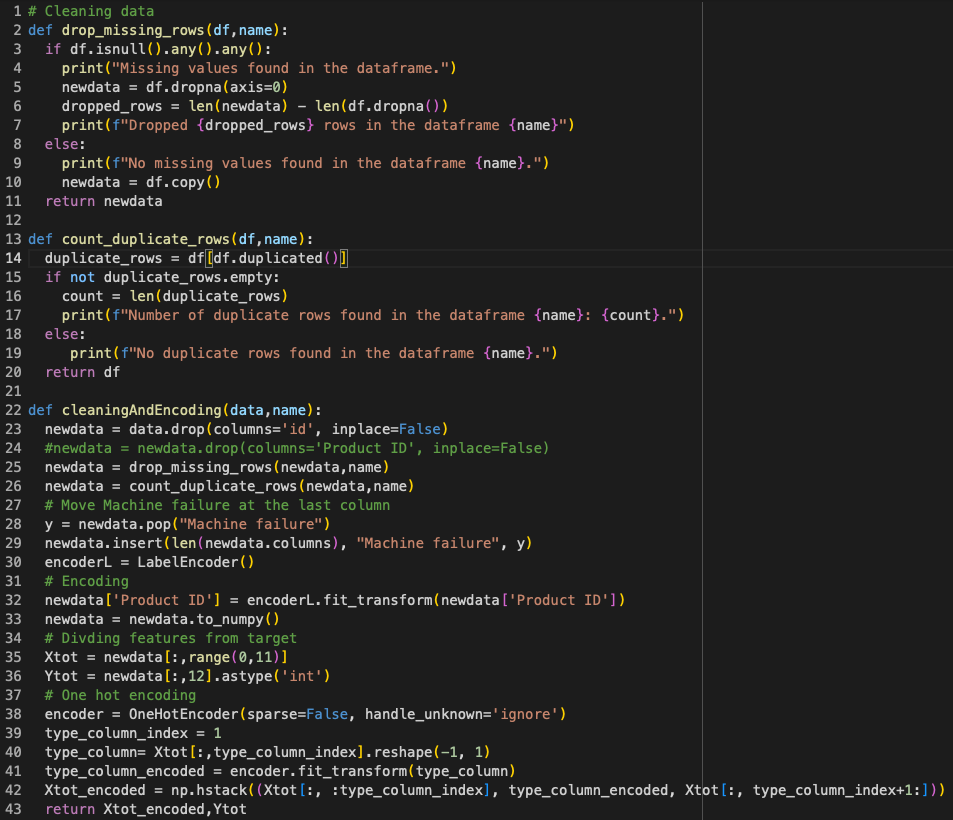 1 # Cleaning data
2 def drop_missing_rows(df,name):
3   if df.isnull().any().any():
4     print("Missing values found in the dataframe.")
5     newdata = df.dropna(axis=0)
6     dropped_rows = len(newdata) - len(df.dropna())
7     print(f"Dropped {dropped_rows} rows in the dataframe {name}")
8   else:
9     print(f"No missing values found in the dataframe {name}.")
10     newdata = df.copy()
11   return newdata
12
13 def count_duplicate_rows(df,name):
14   duplicate_rows = df[df.duplicated()]
15   if not duplicate_rows.empty:
16     count = len(duplicate_rows)
17     print(f"Number of duplicate rows found in the dataframe {name}: {count}.")
18   else:
19      print(f"No duplicate rows found in the dataframe {name}.")
20   return df
21
22 def cleaningAndEncoding(data,name):
23   newdata = data.drop(columns='id', inplace=False)
24   #newdata = newdata.drop(columns='Product ID', inplace=False)
25   newdata = drop_missing_rows(newdata,name)
26   newdata = count_duplicate_rows(newdata,name)
27   # Move Machine failure at the last column
28   y = newdata.pop("Machine failure")
29   newdata.insert(len(newdata.columns), "Machine failure", y)
30   encoderL = LabelEncoder()
31   # Encoding
32   newdata['Product ID'] = encoderL.fit_transform(newdata['Product ID'])
33   newdata = newdata.to_numpy()
34   # Divding features from target
35   Xtot = newdata[:,range(0,11)]
36   Ytot = newdata[:,12].astype('int')
37   # One hot encoding
38   encoder = OneHotEncoder(sparse=False, handle_unknown='ignore')
39   type_column_index = 1
40   type_column= Xtot[:,type_column_index].reshape(-1, 1)
41   type_column_encoded = encoder.fit_transform(type_column)
42   Xtot_encoded = np.hstack((Xtot[:, :type_column_index], type_column_encoded, Xtot[:, type_column_index+1:]))
43   return Xtot_encoded,Ytot